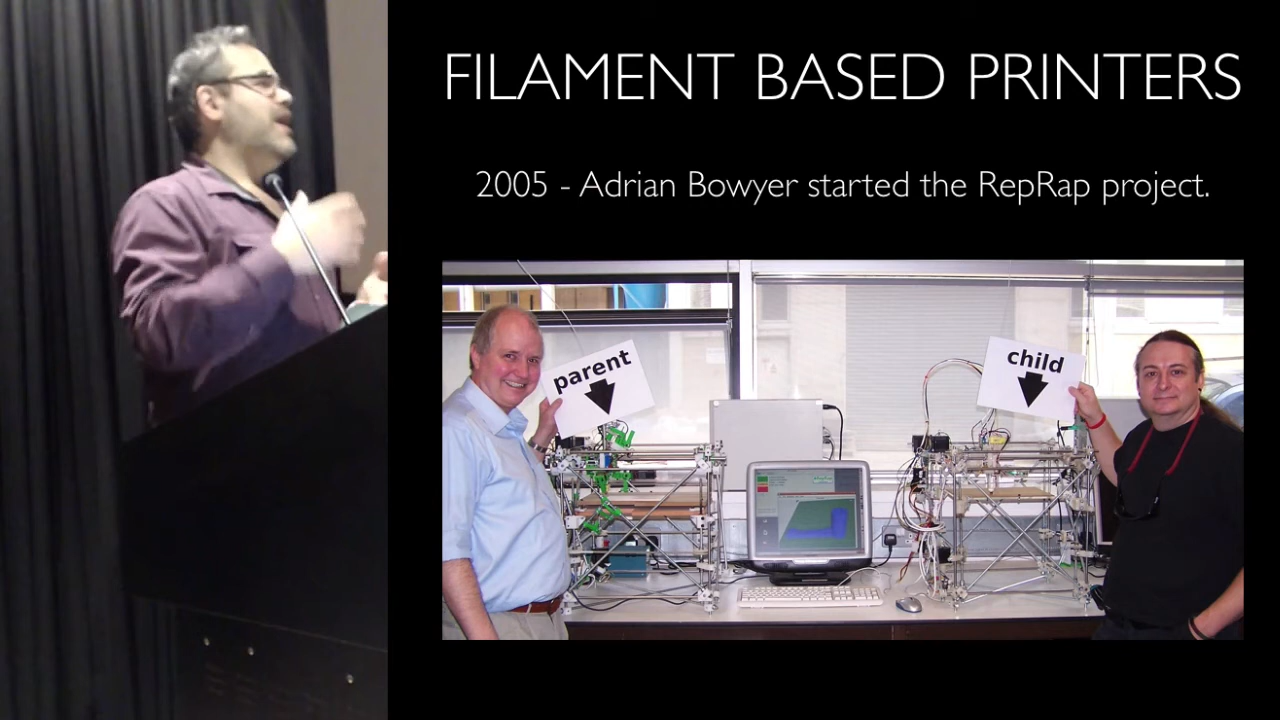 FILAMENT BASED PRINTERS
2005 - Adrian Bowyer started the RepRap project.
parent
child